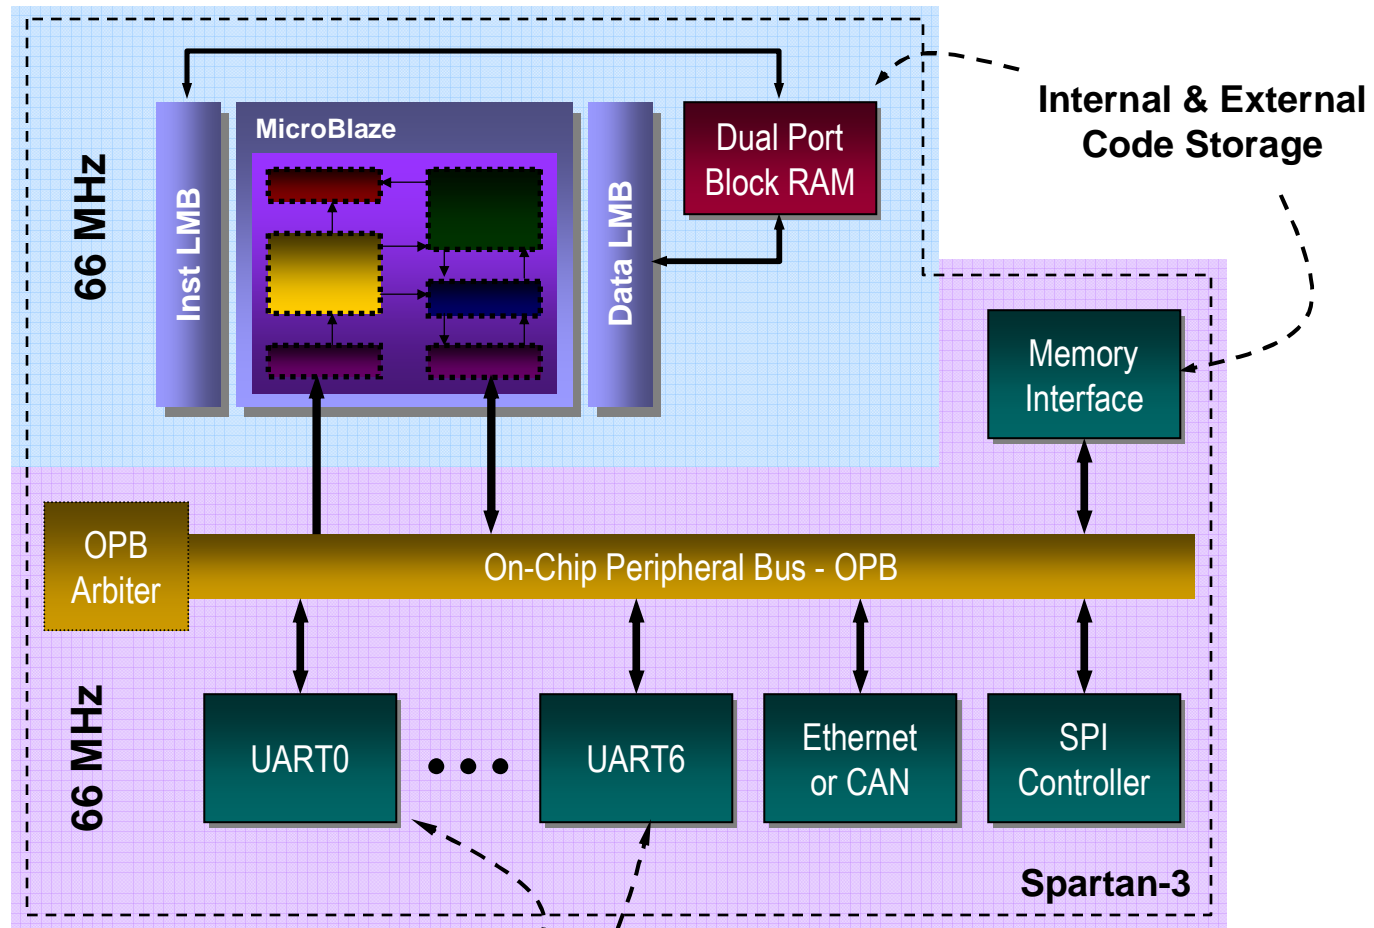 Internal & External
Code Storage
66 MHz
Inst LMB
MicroBlaze
Data LMB
Dual Port
Block RAM
Memory
Interface
OPB
Arbiter
On-Chip Peripheral Bus - OPB
66 MHz
UART0
UART6
Ethernet
or CAN
SPI
Controller
Spartan-3